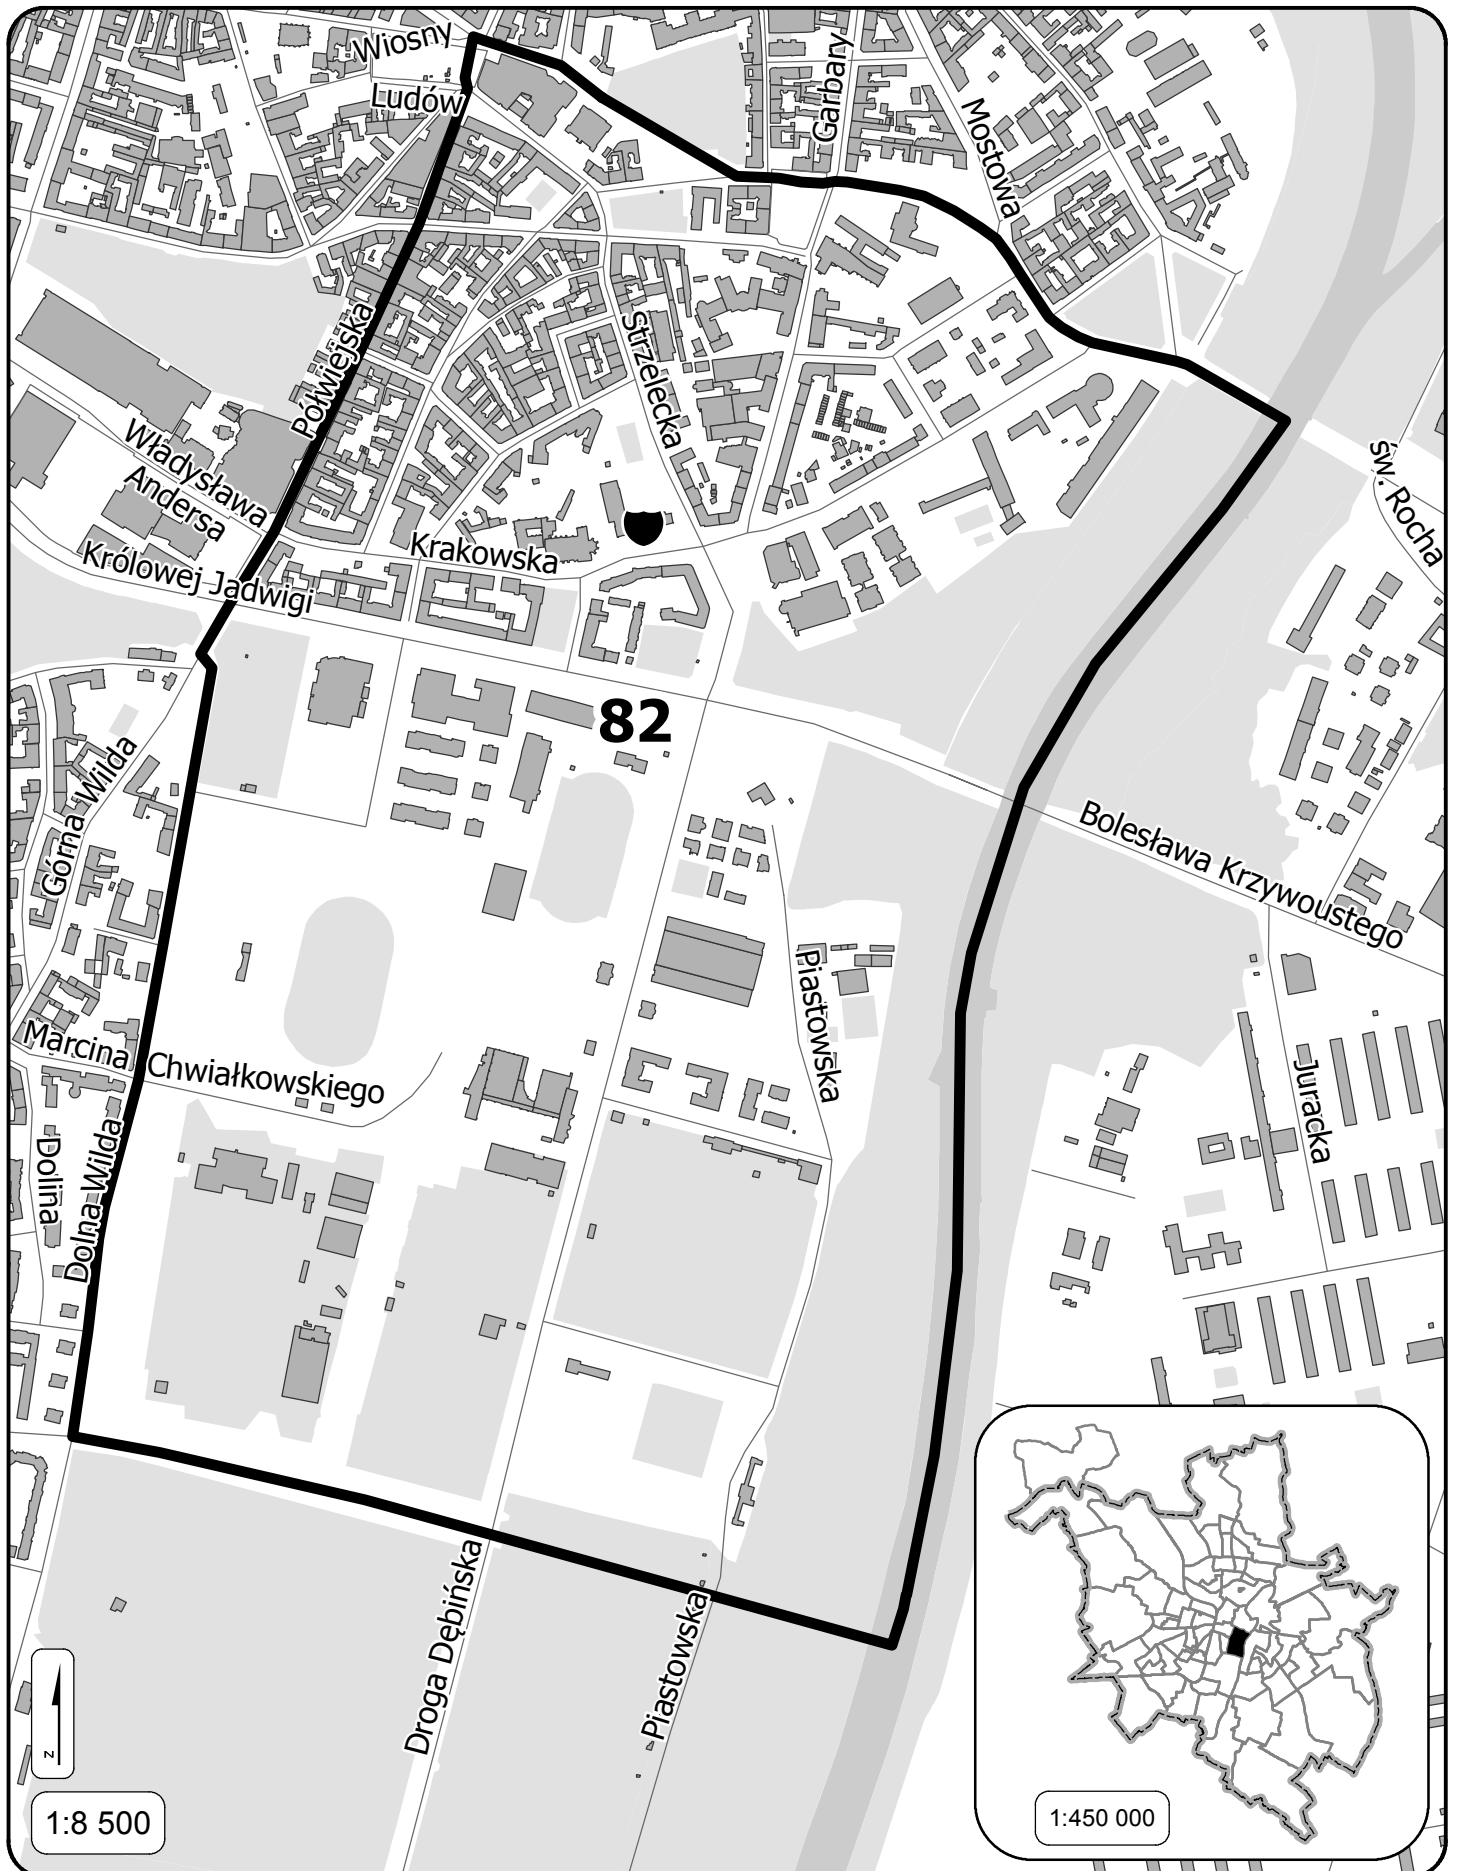 Wiosny
Ludów
Garbary
Mostowa
Półwiejska
Strzelecka
Władysława
Andersa
Królowej Jadwigi
Krakowska
św. Rocha
82
Górna Wilda
Bolesława Krzywoustego
Piastowska
Marcina Chwiałkowskiego
Juracka
Dolina
Dolna Wilda
Droga Dębińska
Piastowska
z
1:8 500
1:450 000